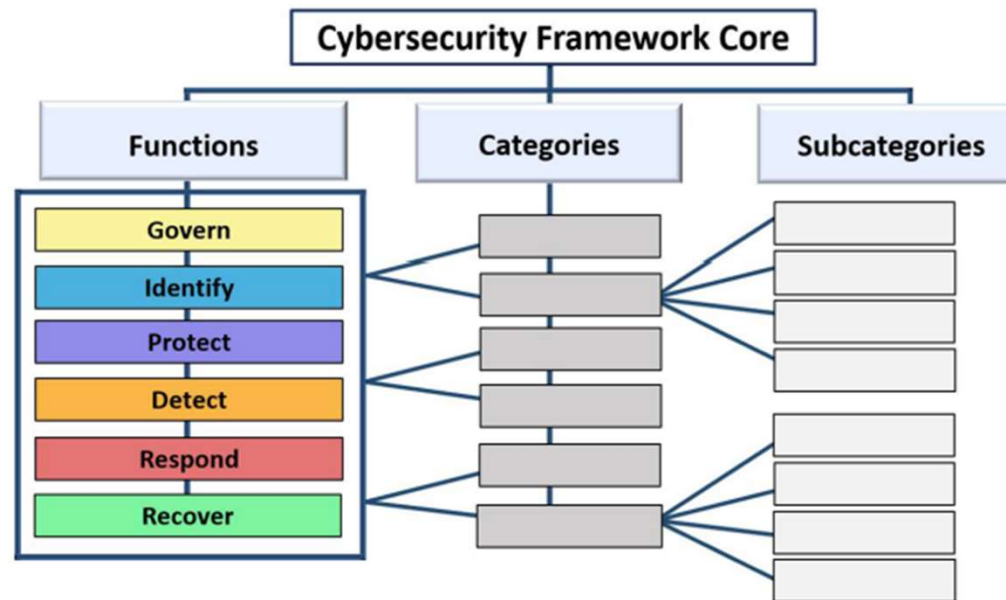 Cybersecurity Framework Core
Functions
Categories
Subcategories
Govern
Identify
Protect
Detect
Respond
Recover